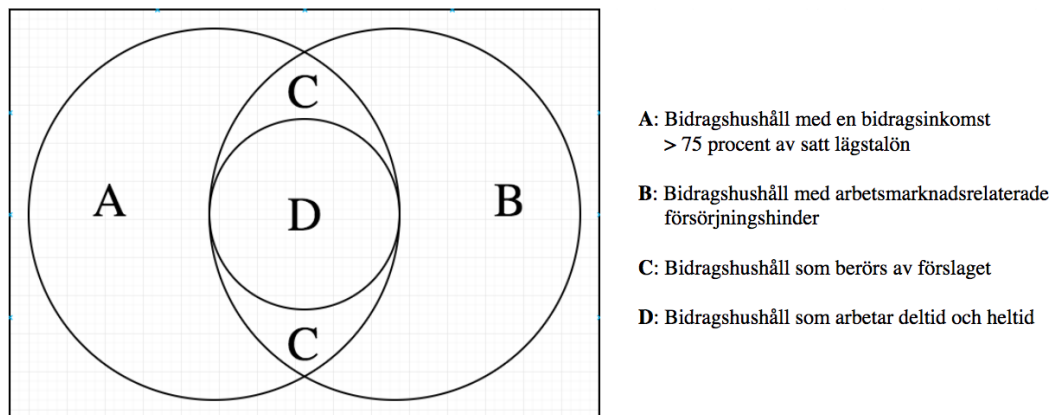 C
A
D
B
C
A: Bidragshushåll med en bidragsinkomst
> 75 procent av satt lägstalön
B: Bidragshushåll med arbetsmarknadsrelaterade
försörjningshinder
C: Bidragshushåll som berörs av förslaget
D: Bidragshushåll som arbetar deltid och heltid